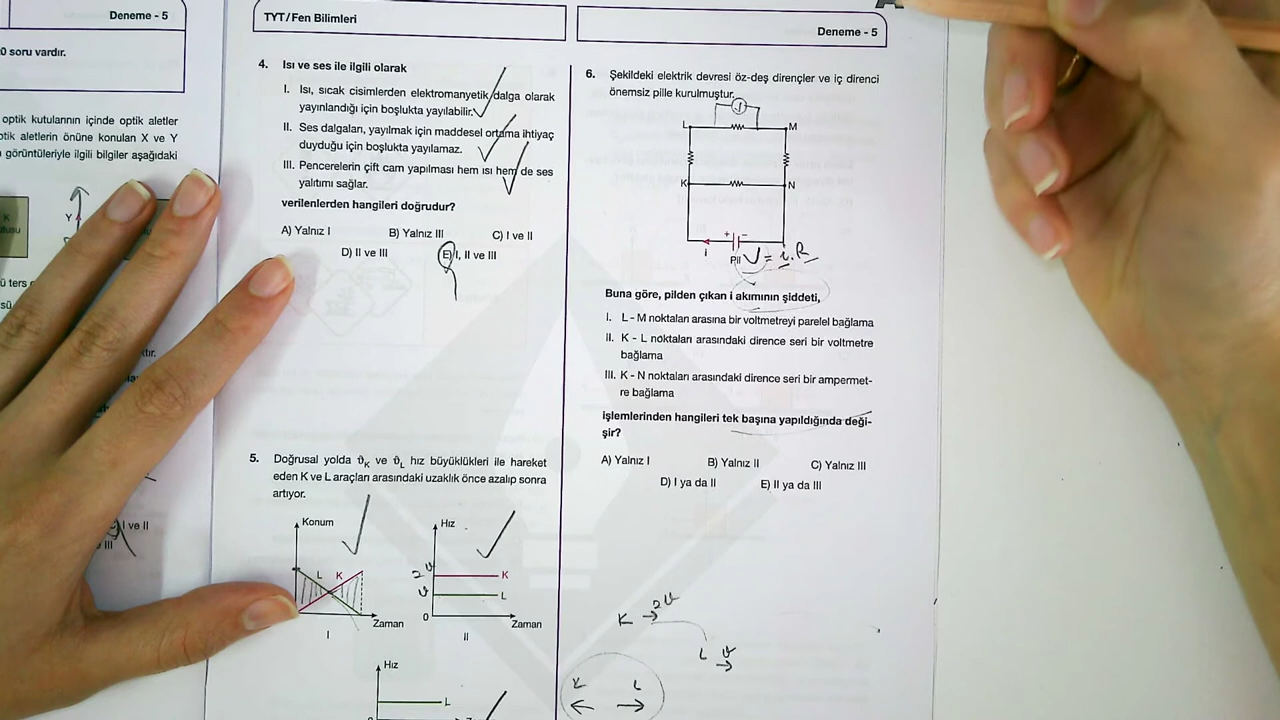 Deneme - 5
0 soru vardır.
optik kutularının içinde optik aletler
optik aletlerin önüne konulan X ve Y
görüntüleriyle ilgili bilgiler aşağıdaki
K
Y
ü ters
I ve II
TYT/Fen Bilimleri
4. Isı ve ses ile ilgili olarak
I. Isı, sıcak cisimlerden elektromanyetik dalga olarak
yayınlandığı için boşlukta yayılabilir.
II. Ses dalgaları, yayılmak için maddesel ortama ihtiyaç
duyduğu için boşlukta yayılamaz.
III. Pencerelerin çift cam yapılması hem ısı hem de ses
yalıtımı sağlar.
verilenlerden hangileri doğrudur?
A) Yalnız I B) Yalnız III C) I ve II
D) II ve III E) I, II ve III
5. Doğrusal yolda ϑK ve ϑL hız büyüklükleri ile hareket
eden K ve L araçları arasındaki uzaklık önce azalıp sonra
artıyor.
Konum
L K
Zaman
I
Hız
2ϑ K
ϑ L
0 Zaman
II
Hız
L
0
Deneme - 5
6. Şekildeki elektrik devresi öz-deş dirençler ve iç direnci
önemsiz pille kurulmuştur.
L M
K N
+ -
i Pil V = i.R
Buna göre, pilden çıkan i akımının şiddeti,
I. L - M noktaları arasına bir voltmetreyi parelel bağlama
II. K - L noktaları arasındaki dirence seri bir voltmetre
bağlama
III. K - N noktaları arasındaki dirence seri bir ampermet-
re bağlama
işlemlerinden hangileri tek başına yapıldığında deği-
şir?
A) Yalnız I B) Yalnız II C) Yalnız III
D) I ya da II E) II ya da III
K → 2ϑ
L ϑ →
K L
← →